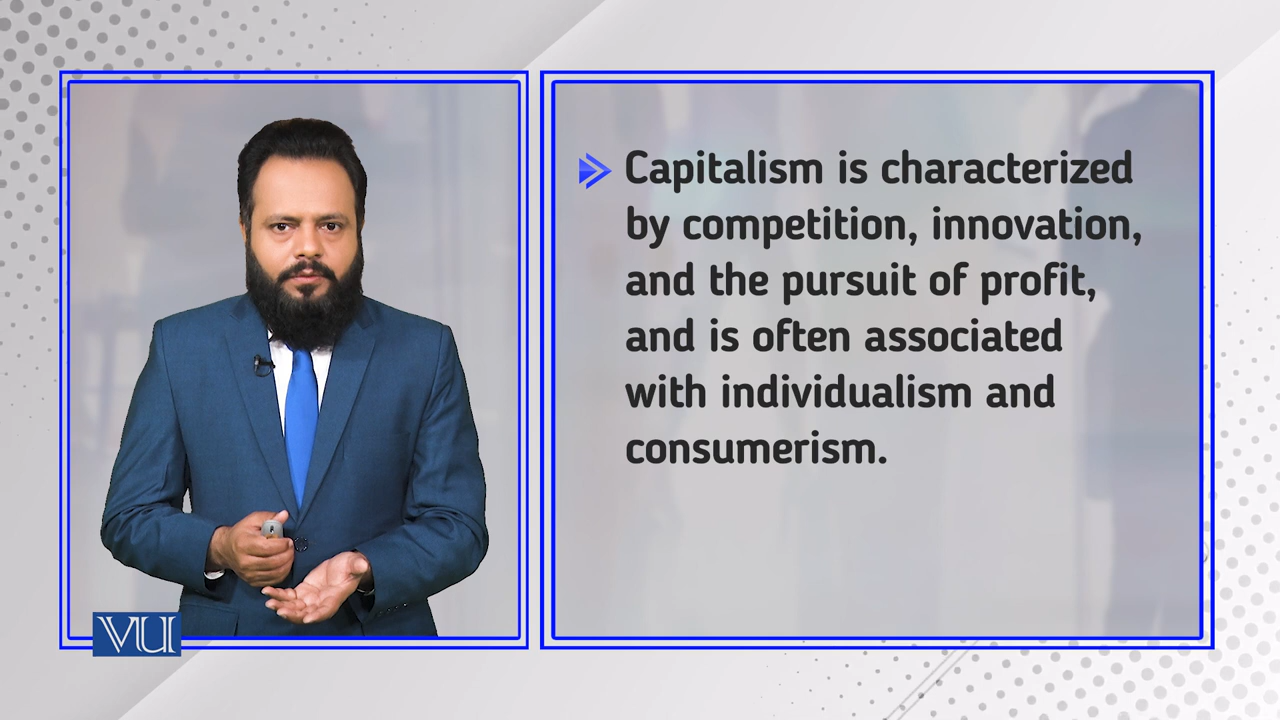 Capitalism is characterized
by competition, innovation,
and the pursuit of profit,
and is often associated
with individualism and
consumerism.
VU